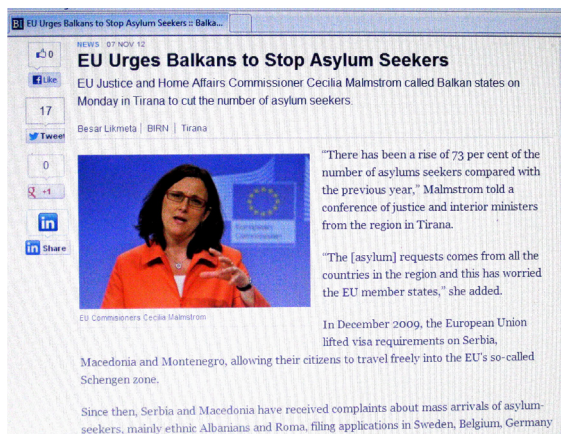 BI EU Urges Balkans to Stop Asylum Seekers :: Balka...
NEWS 07 NOV 12
EU Urges Balkans to Stop Asylum Seekers
EU Justice and Home Affairs Commissioner Cecilia Malmstrom called Balkan states on
Monday in Tirana to cut the number of asylum seekers.
Besar Likmeta | BIRN | Tirana
0
Like
17
Tweet
0
+1
in
in Share
European
Commission
EU Commisioners Cecilia Malmstrom
“There has been a rise of 73 per cent of the
number of asylums seekers compared with
the previous year,” Malmstrom told a
conference of justice and interior ministers
from the region in Tirana.
“The [asylum] requests comes from all the
countries in the region and this has worried
the EU member states,” she added.
In December 2009, the European Union
lifted visa requirements on Serbia,
Macedonia and Montenegro, allowing their citizens to travel freely into the EU's so-called
Schengen zone.
Since then, Serbia and Macedonia have received complaints about mass arrivals of asylum-
seekers, mainly ethnic Albanians and Roma, filing applications in Sweden, Belgium, Germany